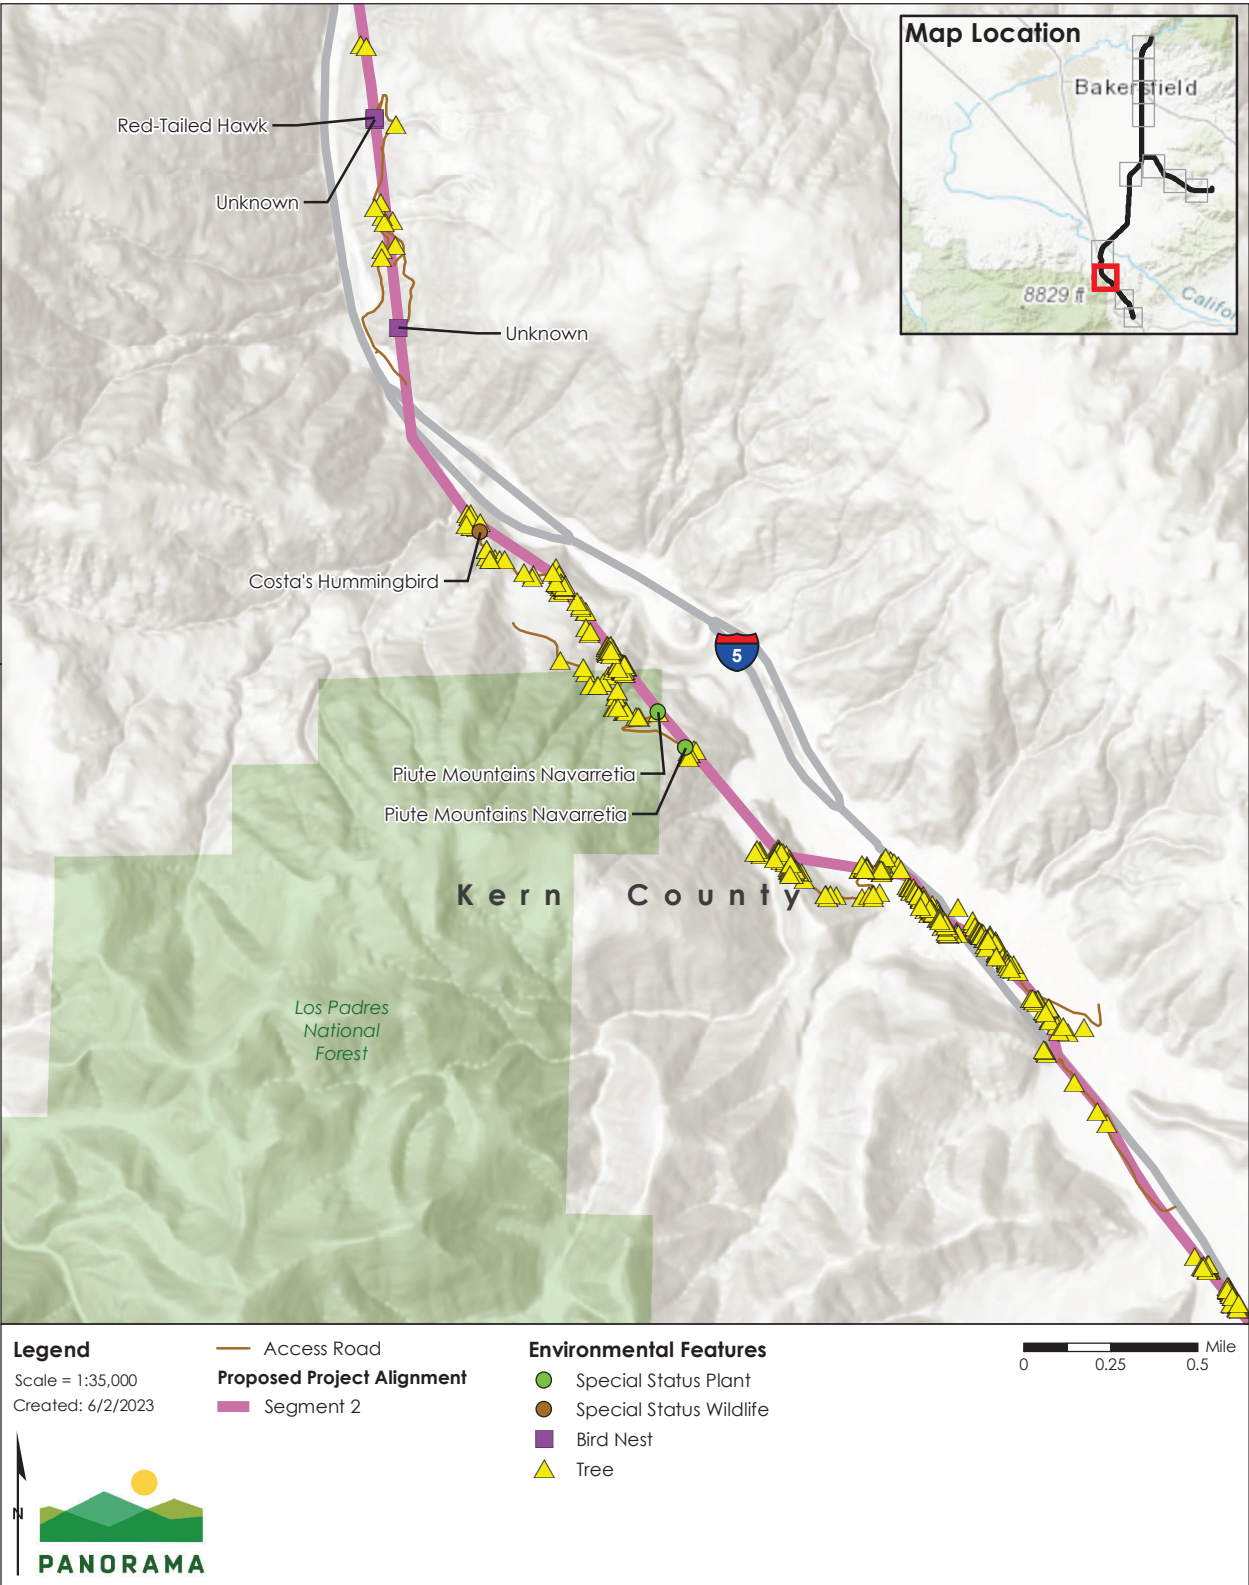 Map Location
Bakersfield
8829 ft
Califo
Red-Tailed Hawk
Unknown
Unknown
Costa's Hummingbird
5
Piute Mountains Navarretia
Piute Mountains Navarretia
Kern County
Los Padres
National
Forest
Legend
Scale = 1:35,000
Created: 6/2/2023
N
PANORAMA
Access Road
Proposed Project Alignment
Segment 2
Environmental Features
Special Status Plant
Special Status Wildlife
Bird Nest
Tree
Mile
0 0.25 0.5